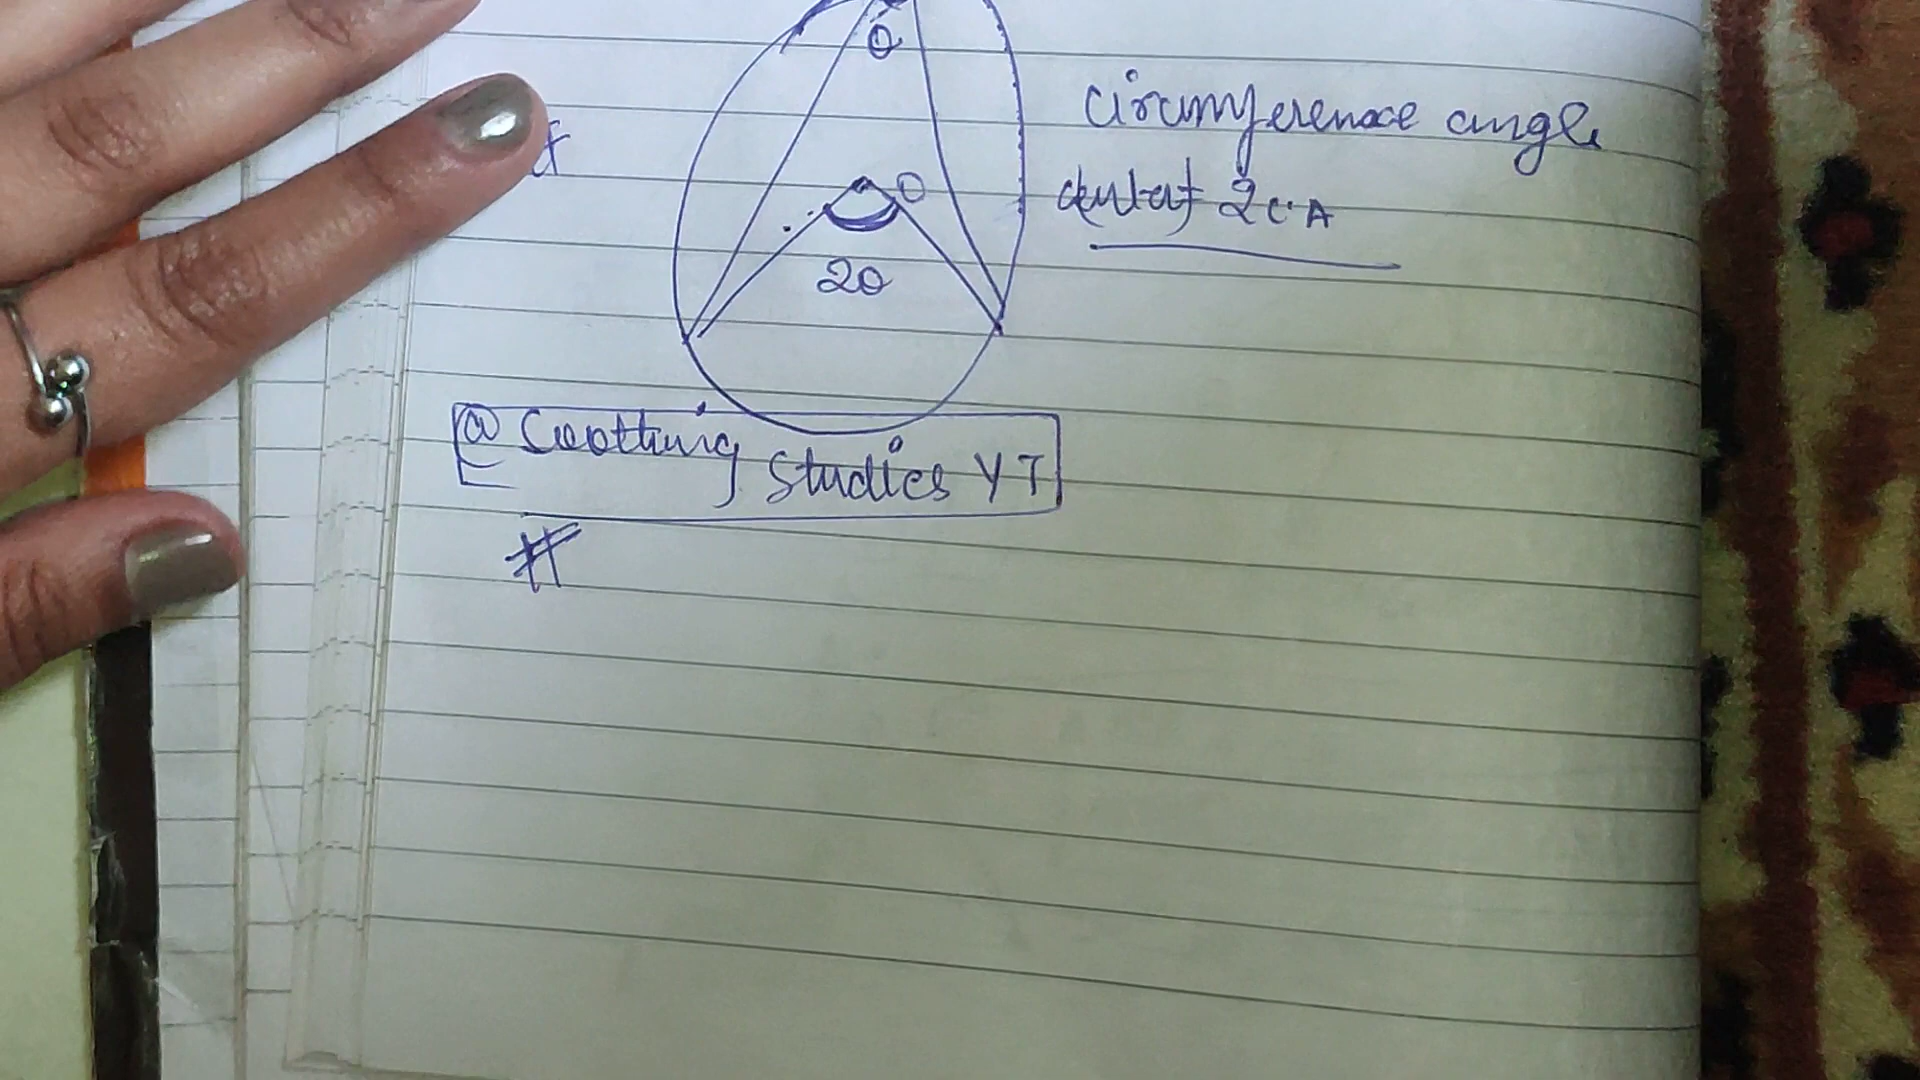 θ
circumference angle
O
2θ
@ Soothing
Studies YT
#